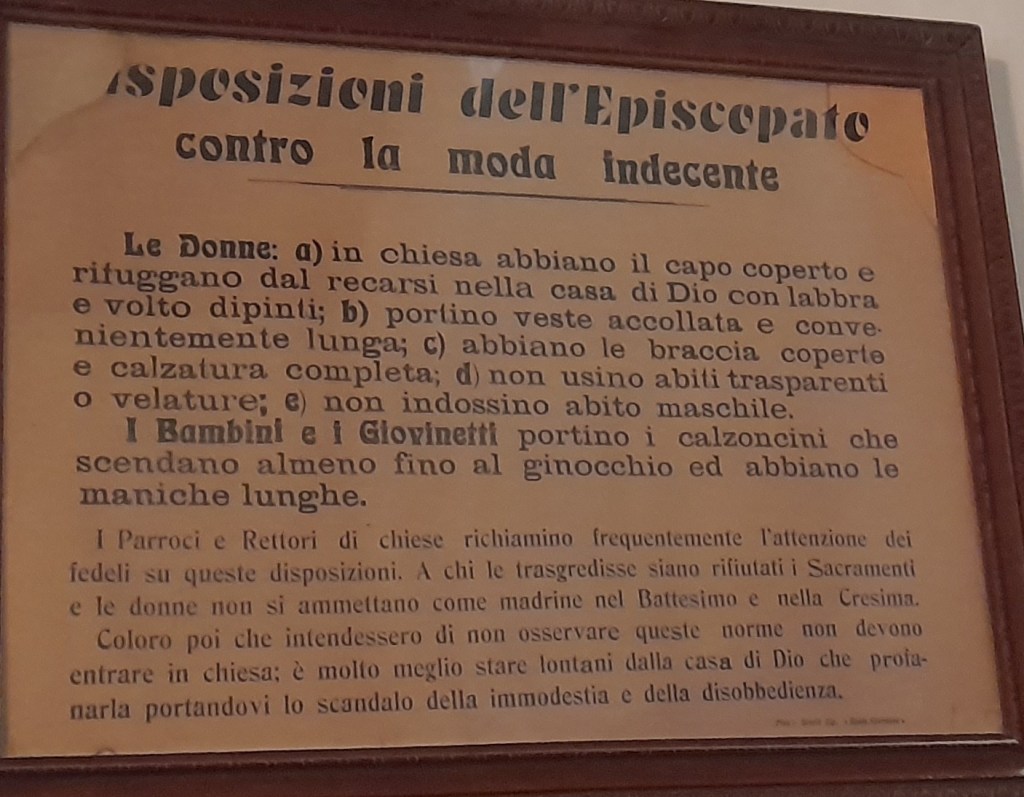 isposizioni dell'Episcopato
contro la moda indecente
Le Donne: a) in chiesa abbiano il capo coperto e
rifuggano dal recarsi nella casa di Dio con labbra
e volto dipinti; b) portino veste accollata e conve-
nientemente lunga; c) abbiano le braccia coperte
e calzatura completa; d) non usino abiti trasparenti
o velature; e) non indossino abito maschile.
I Bambini e i Giovinetti portino i calzoncini che
scendano almeno fino al ginocchio ed abbiano le
maniche lunghe.
I Parroci e Rettori di chiese richiamino frequentemente l'attenzione dei
fedeli su queste disposizioni. A chi le trasgredisse siano rifiutati i Sacramenti
e le donne non si ammettano come madrine nel Battesimo e nella Cresima.
Coloro poi che intendessero di non osservare queste norme non devono
entrare in chiesa; è molto meglio stare lontani dalla casa di Dio che profa-
narla portandovi lo scandalo della immodestia e della disobbedienza.